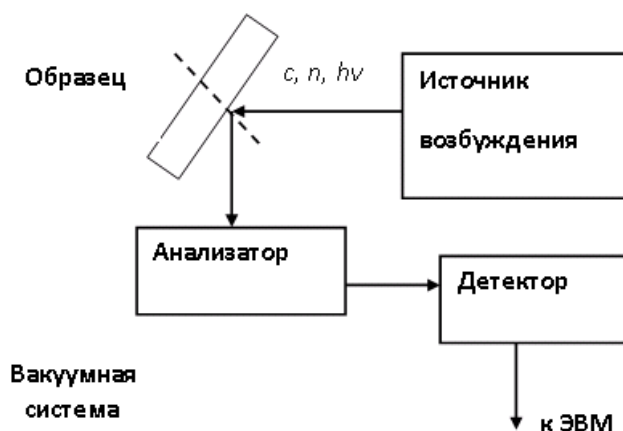 Образец
c, n, hν
Источник
возбуждения
Анализатор
Детектор
Вакуумная
система
к ЭВМ